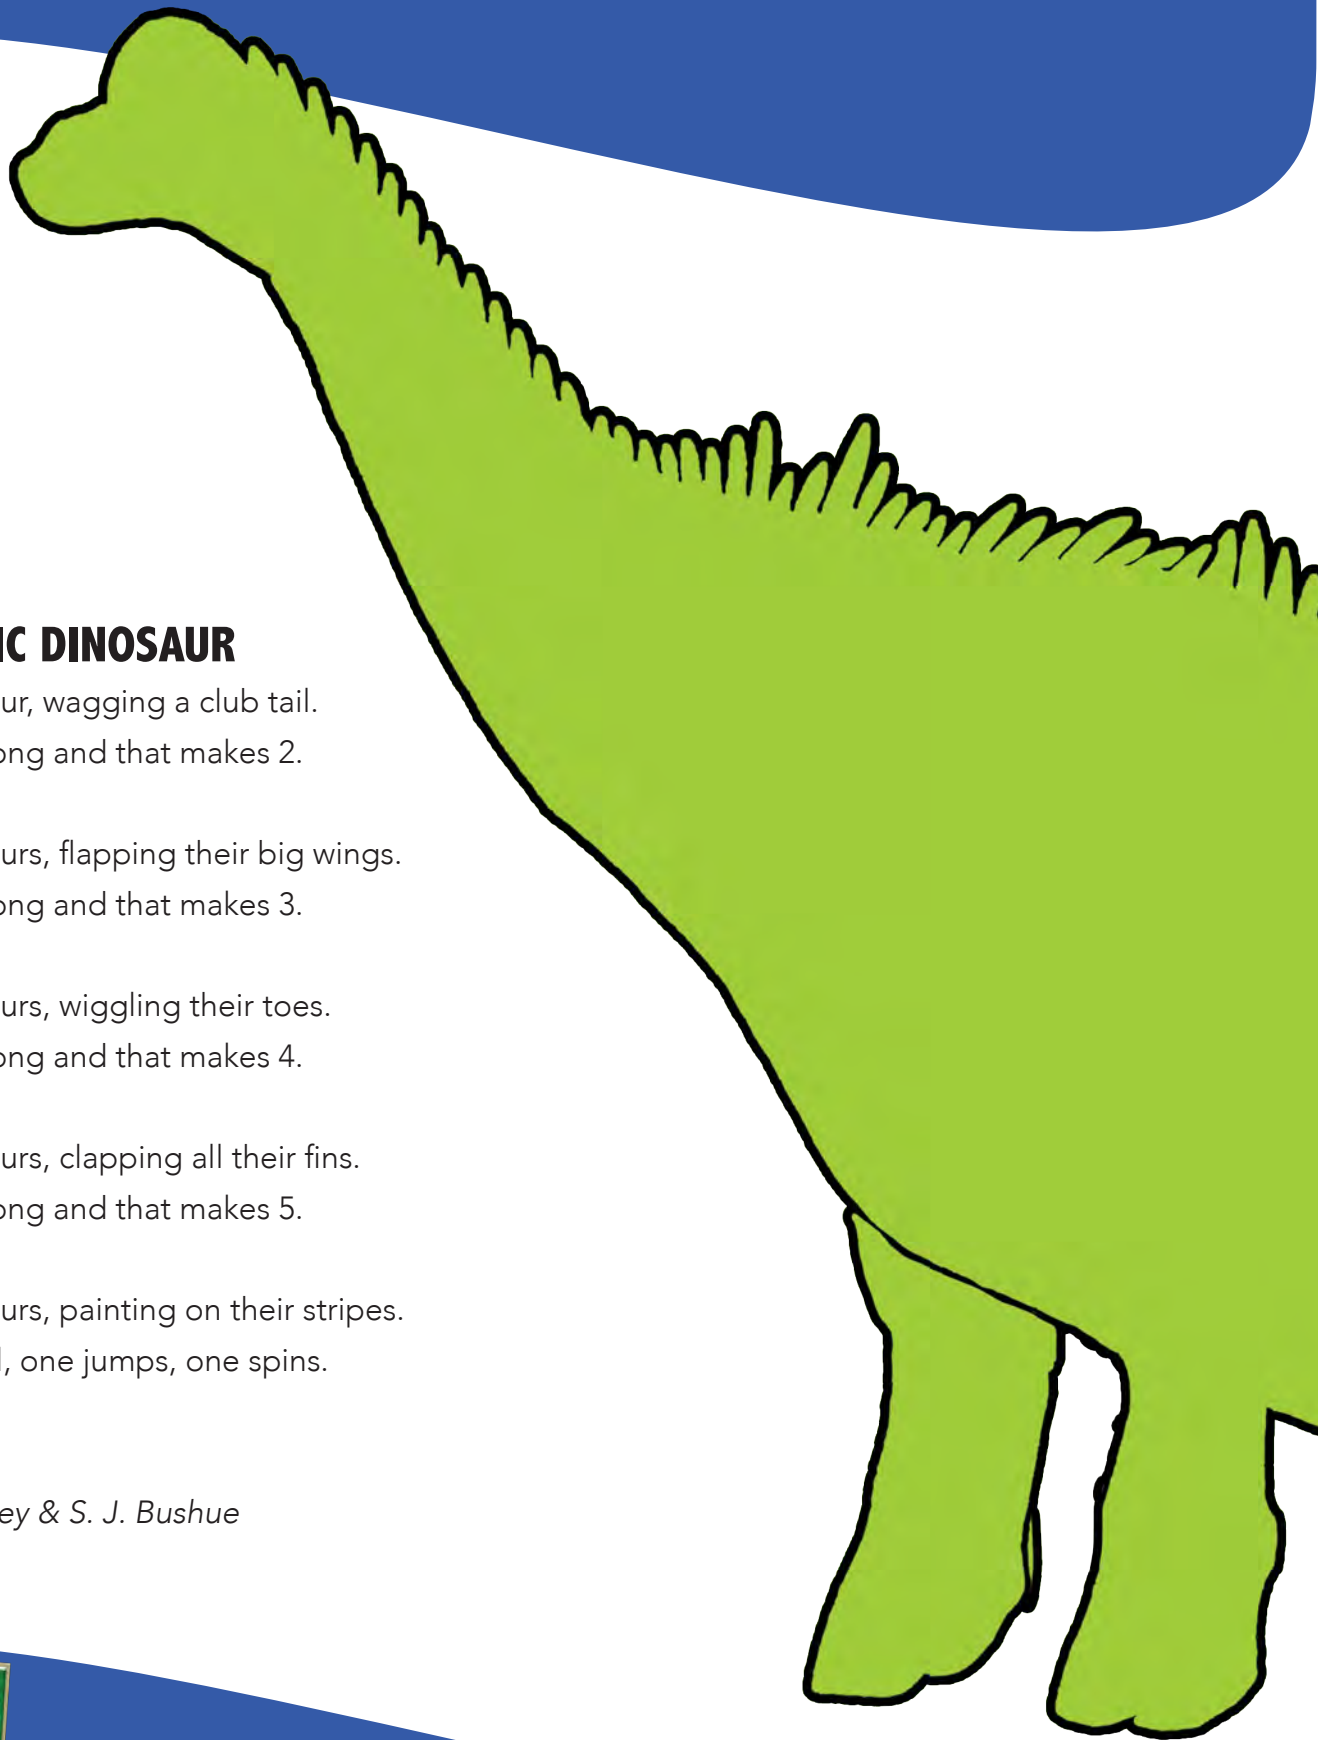 IC DINOSAUR
ur, wagging a club tail.
ong and that makes 2.
urs, flapping their big wings.
ong and that makes 3.
urs, wiggling their toes.
ong and that makes 4.
urs, clapping all their fins.
ong and that makes 5.
urs, painting on their stripes.
, one jumps, one spins.
ey & S. J. Bushue